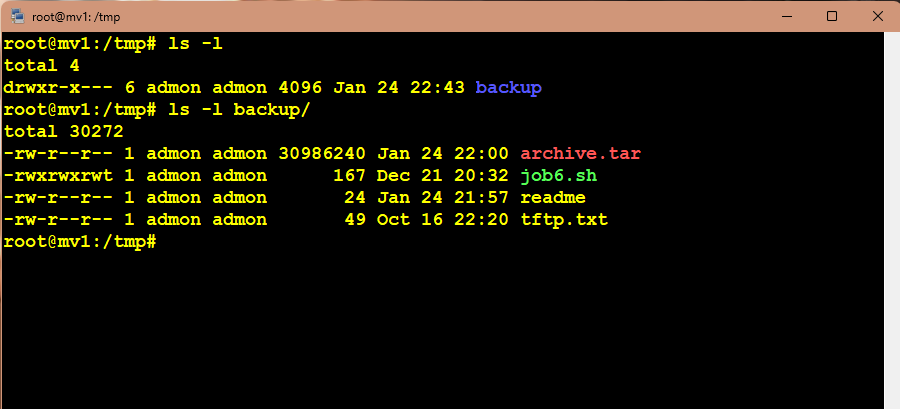 root@mv1: /tmp
root@mv1:/tmp# ls -l
total 4
drwxr-x--- 6 admon admon 4096 Jan 24 22:43 backup
root@mv1:/tmp# ls -l backup/
total 30272
-rw-r--r-- 1 admon admon 30986240 Jan 24 22:00 archive.tar
-rwxrwxrwt 1 admon admon      167 Dec 21 20:32 job6.sh
-rw-r--r-- 1 admon admon       24 Jan 24 21:57 readme
-rw-r--r-- 1 admon admon       49 Oct 16 22:20 tftp.txt
root@mv1:/tmp#